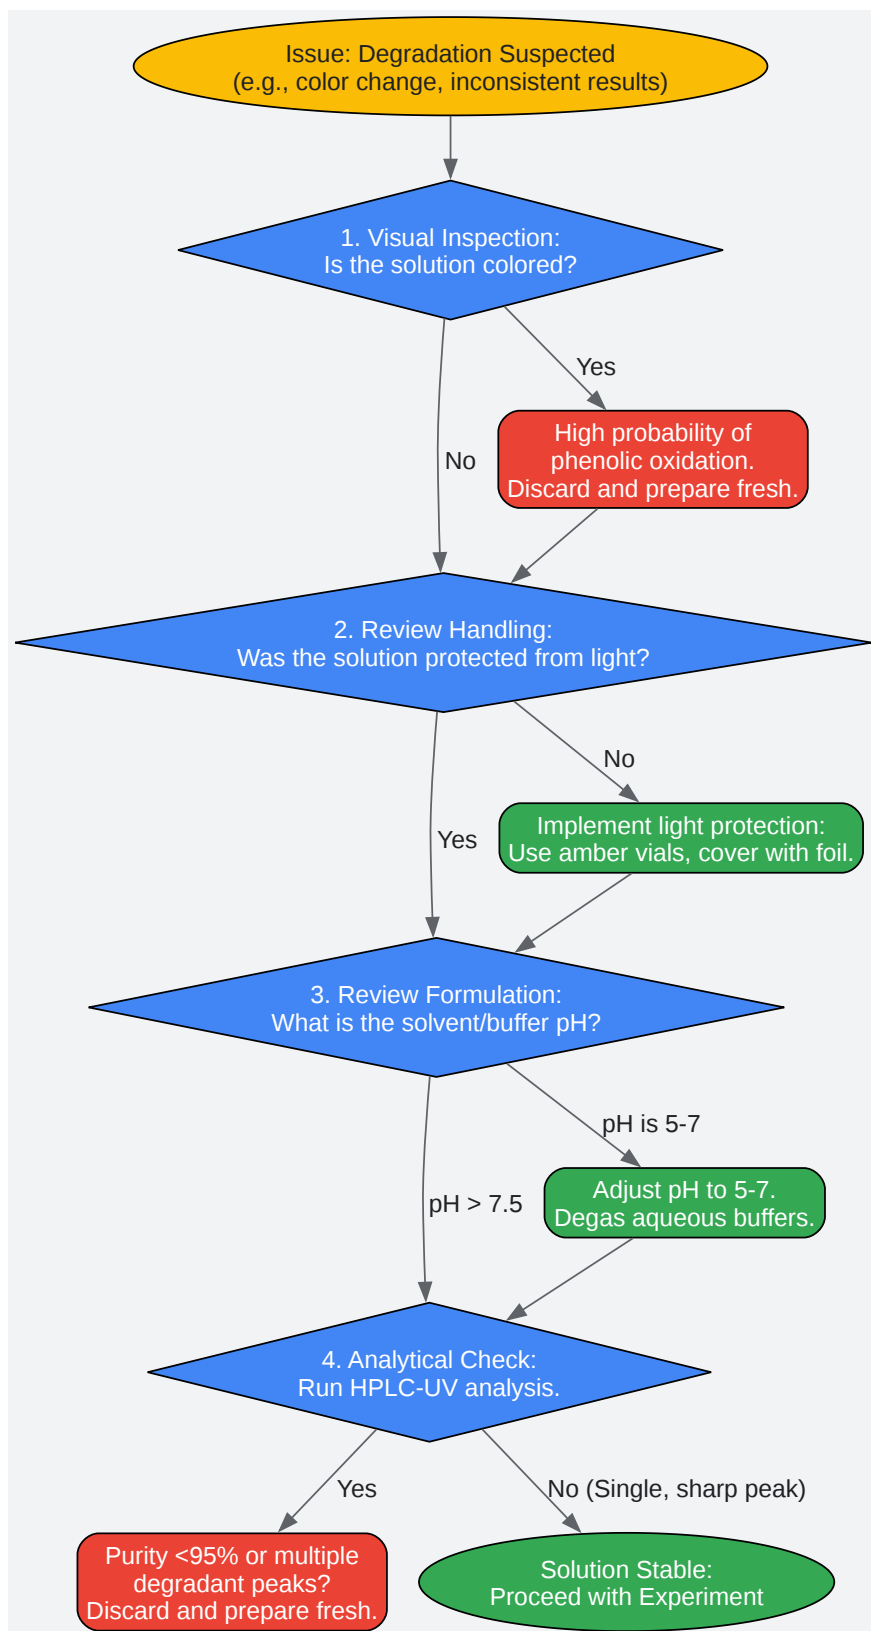 Issue: Degradation Suspected
(e.g., color change, inconsistent results)
1. Visual Inspection:
Is the solution colored?
Yes
High probability of
phenolic oxidation.
Discard and prepare fresh.
No
2. Review Handling:
Was the solution protected from light?
No
Implement light protection:
Use amber vials, cover with foil.
Yes
3. Review Formulation:
What is the solvent/buffer pH?
pH is 5-7
Adjust pH to 5-7.
Degas aqueous buffers.
pH > 7.5
4. Analytical Check:
Run HPLC-UV analysis.
Yes
No (Single, sharp peak)
Purity <95% or multiple
degradant peaks?
Discard and prepare fresh.
Solution Stable:
Proceed with Experiment